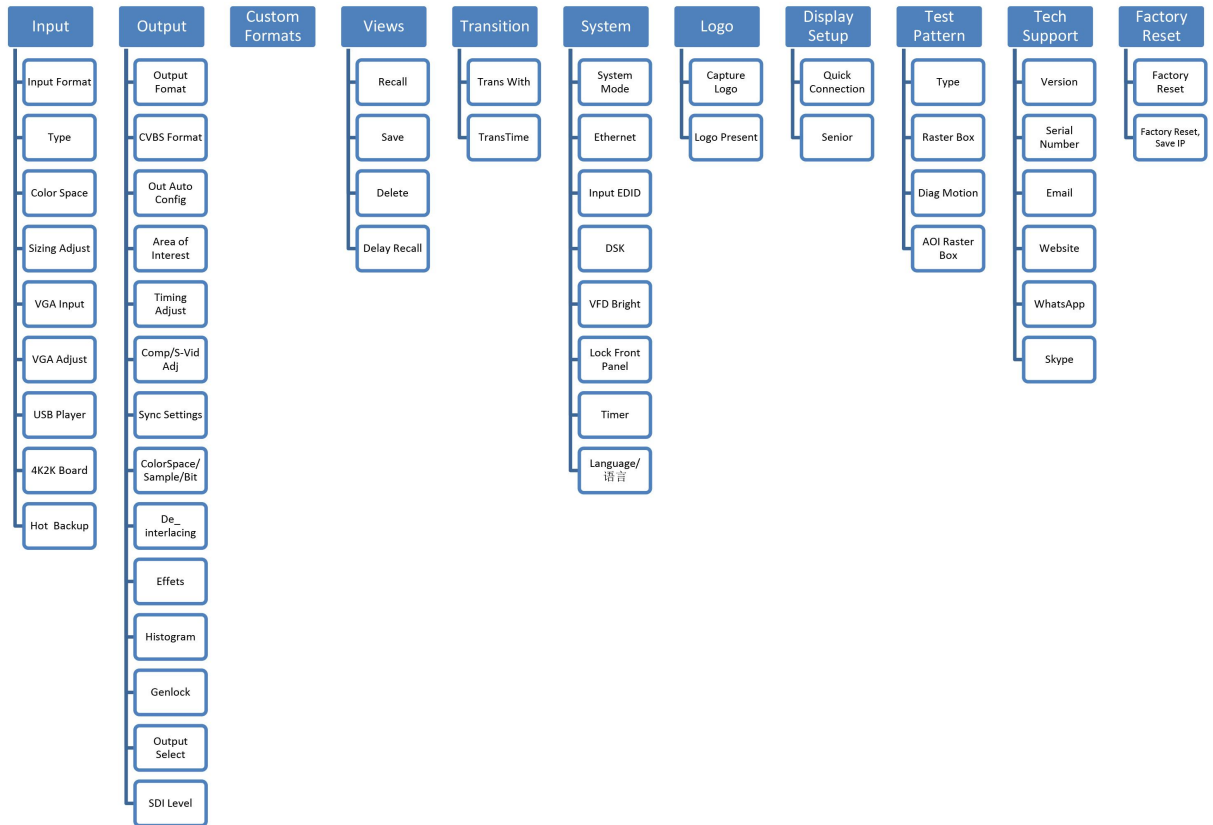 Input
Input Format
Type
Color Space
Sizing Adjust
VGA Input
VGA Adjust
USB Player
4K2K Board
Hot Backup
Output
Output
Fomat
CVBS Format
Out Auto
Config
Area of
Interest
Timing
Adjust
Comp/S-Vid
Adj
Sync Settings
ColorSpace/
Sample/Bit
De_
interlacing
Effets
Histogram
Genlock
Output
Select
SDI Level
Custom
Formats
Views
Recall
Save
Delete
Delay Recall
Transition
Trans With
TransTime
System
System
Mode
Ethernet
Input EDID
DSK
VFD Bright
Lock Front
Panel
Timer
Language/
语言
Logo
Capture
Logo
Logo Present
Display
Setup
Quick
Connection
Senior
Test
Pattern
Type
Raster Box
Diag Motion
AOI Raster
Box
Tech
Support
Version
Serial
Number
Email
Website
WhatsApp
Skype
Factory
Reset
Factory
Reset
Factory Reset,
Save IP